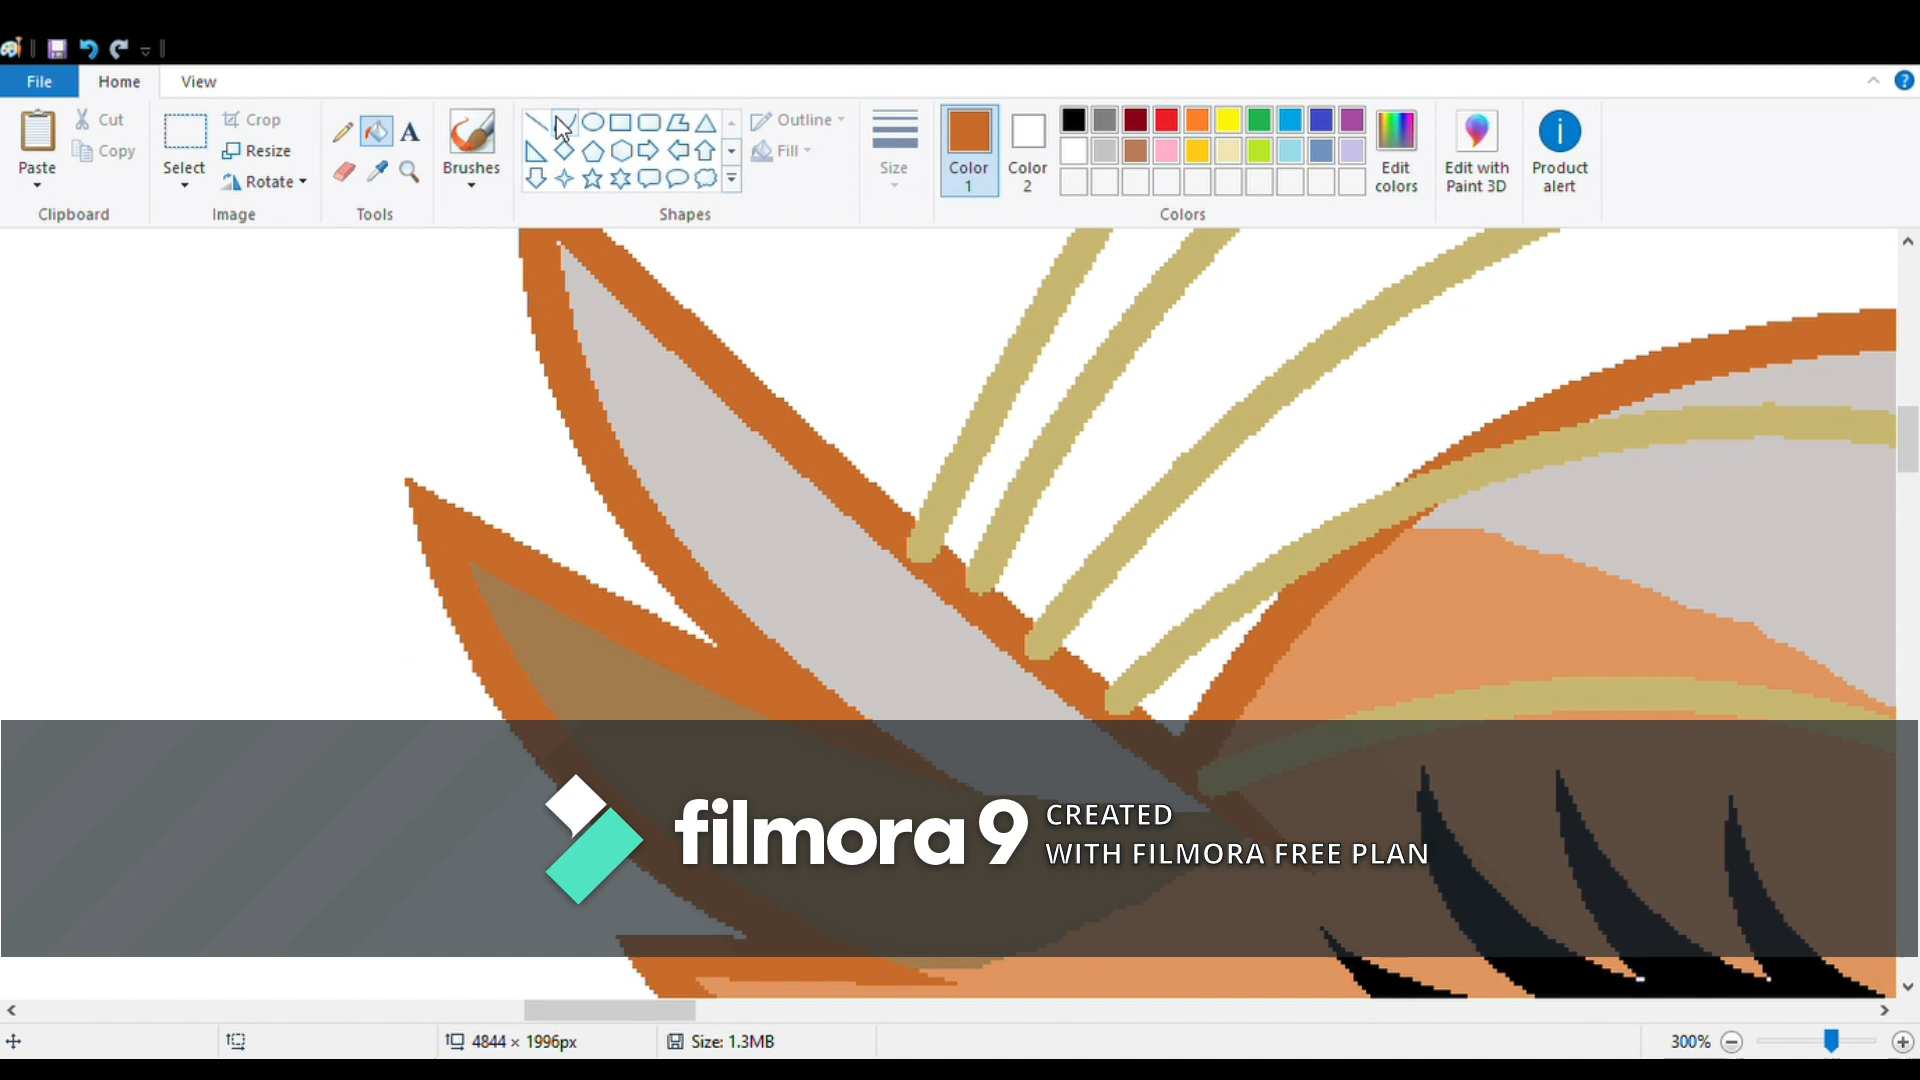 File Home View
Paste
Cut
Copy
Clipboard
Select
Crop
Resize
Rotate
Image
A
Tools
Brushes
Shapes
Outline
Fill
Size
Color
1
Color
2
Edit
colors
Colors
Edit with
Paint 3D
Product
alert
filmora 9
CREATED
WITH FILMORA FREE PLAN
4844 × 1996px
Size: 1.3MB
300%